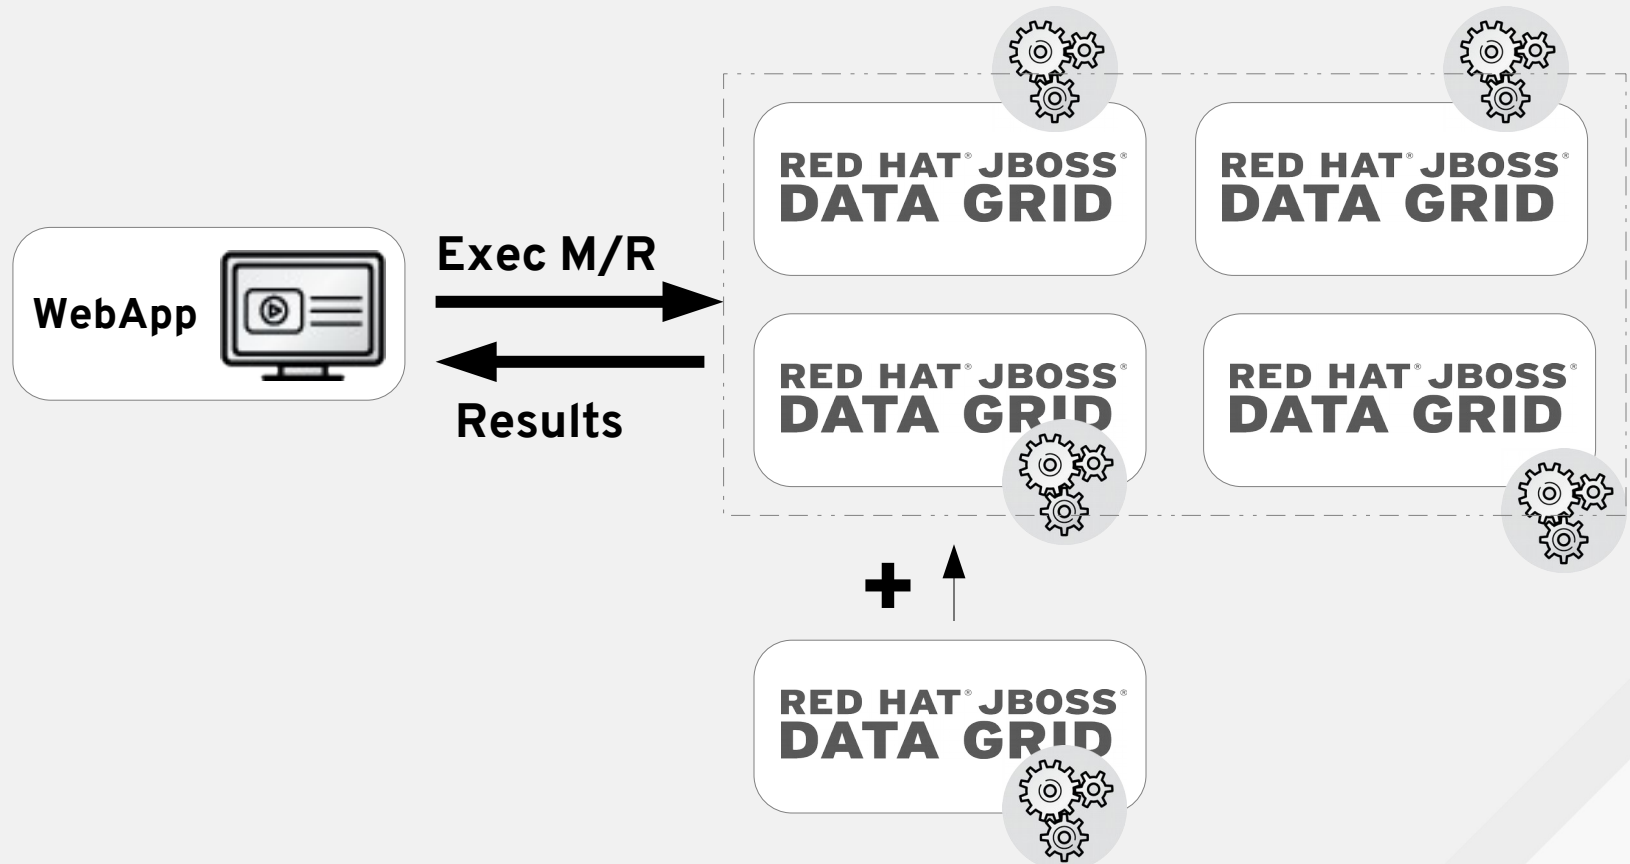 RED HAT® JBOSS®
DATA GRID
RED HAT® JBOSS®
DATA GRID
WebApp
Exec M/R
Results
RED HAT® JBOSS®
DATA GRID
RED HAT® JBOSS®
DATA GRID
+
RED HAT® JBOSS®
DATA GRID